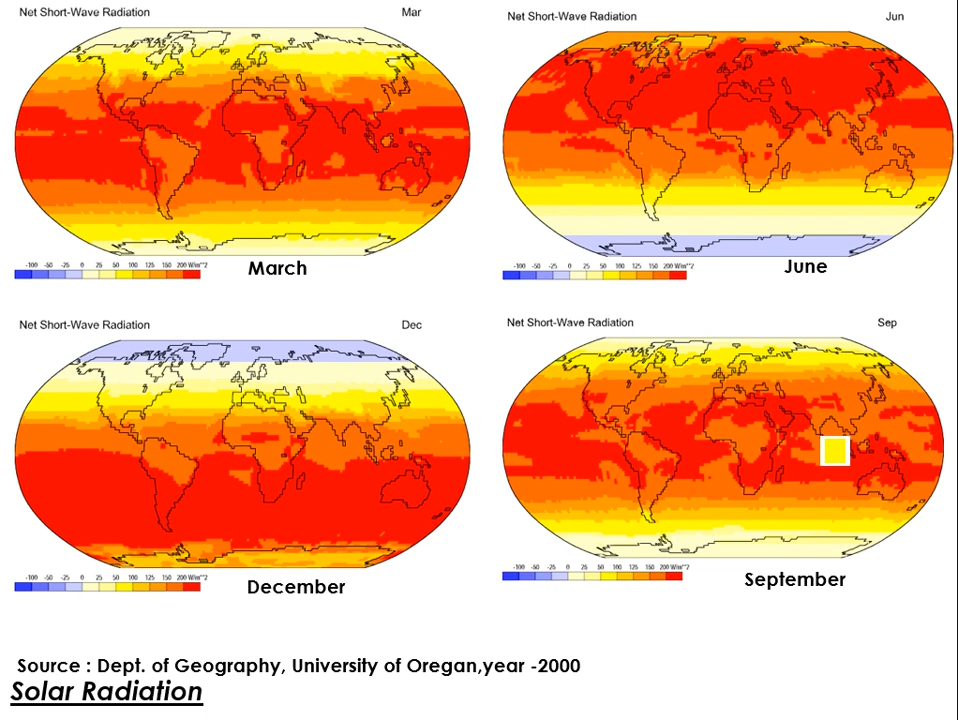 Net Short-Wave Radiation Mar
-100 -50 -25 0 25 50 100 125 150 200 W/m**2
March
Net Short-Wave Radiation Jun
-100 -50 -25 0 25 50 100 125 150 200 W/m**2
June
Net Short-Wave Radiation Dec
-100 -50 -25 0 25 50 100 125 150 200 W/m**2
December
Net Short-Wave Radiation Sep
-100 -50 -25 0 25 50 100 125 150 200 W/m**2
September
Source : Dept. of Geography, University of Oregan,year -2000
Solar Radiation